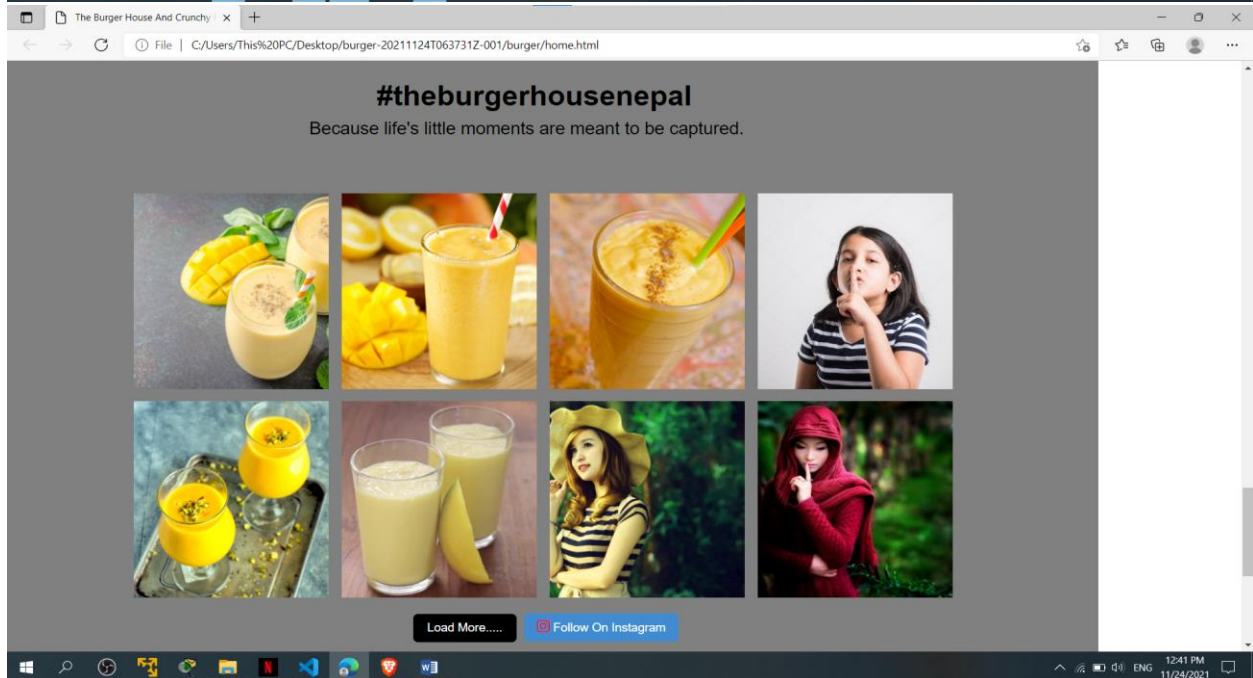 The Burger House And Crunchy
File | C:/Users/This%20PC/Desktop/burger-20211124T063731Z-001/burger/home.html
#theburgerhousenepal
Because life's little moments are meant to be captured.
Load More.....
Follow On Instagram
ENG
12:41 PM
11/24/2021